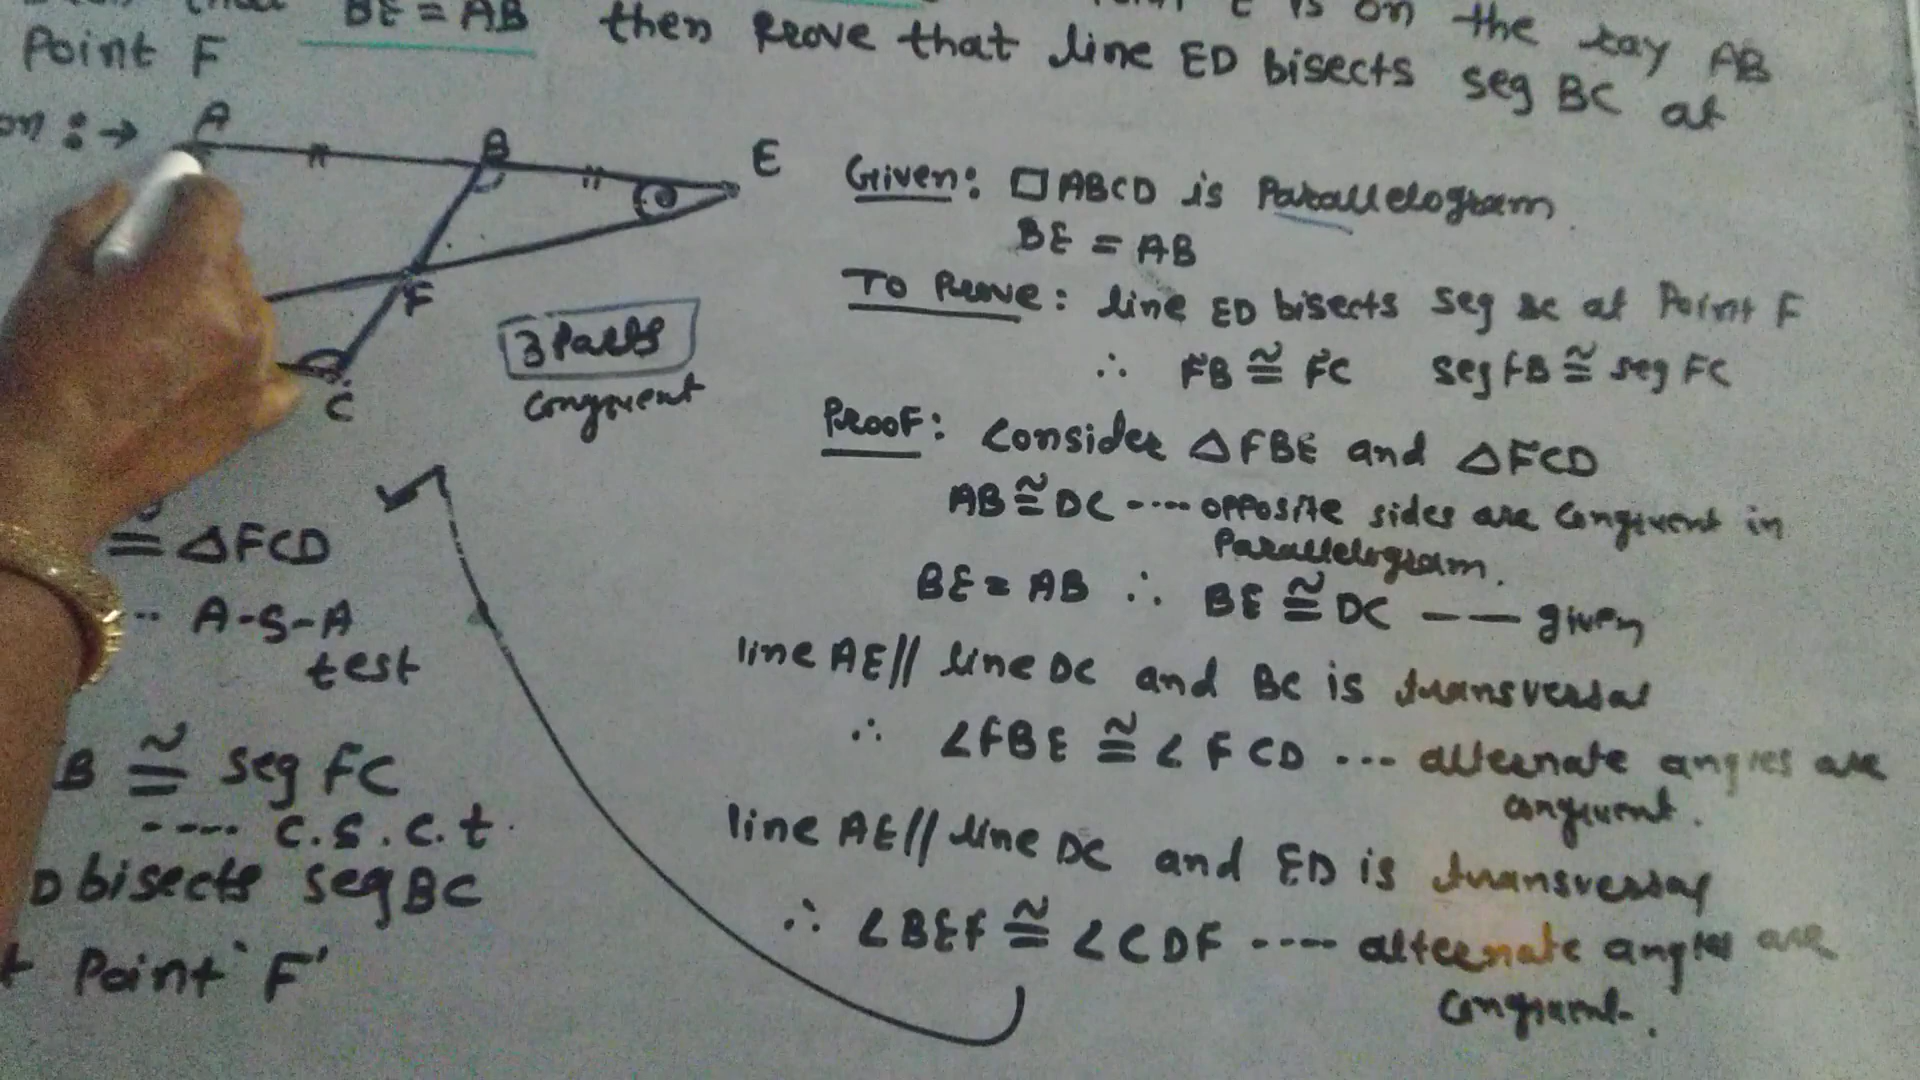 BE = AB then prove that line ED bisects seg BC at
is on the ray AB
Point F
A
B
E
F
C
3 Parts
congruent
Given: □ABCD is Parallelogram
BE = AB
To Prove: line ED bisects seg BC at Point F
∴ FB ≅ FC seg FB ≅ seg FC
Proof: Consider △FBE and △FCD
AB ≅ DC ---- opposite sides are congruent in
Parallelogram.
BE = AB ∴ BE ≅ DC —— given
line AE // line DC and BC is transversal
∴ ∠FBE ≅ ∠FCD ... alternate angles are
congruent.
line AE // line DC and ED is transversal
∴ ∠BEF ≅ ∠CDF ---- alternate angles are
congruent.
≅ △FCD
-- A-S-A
test
B ≅ seg FC
---- C.S.C.t.
D bisects seg BC
t Point 'F'